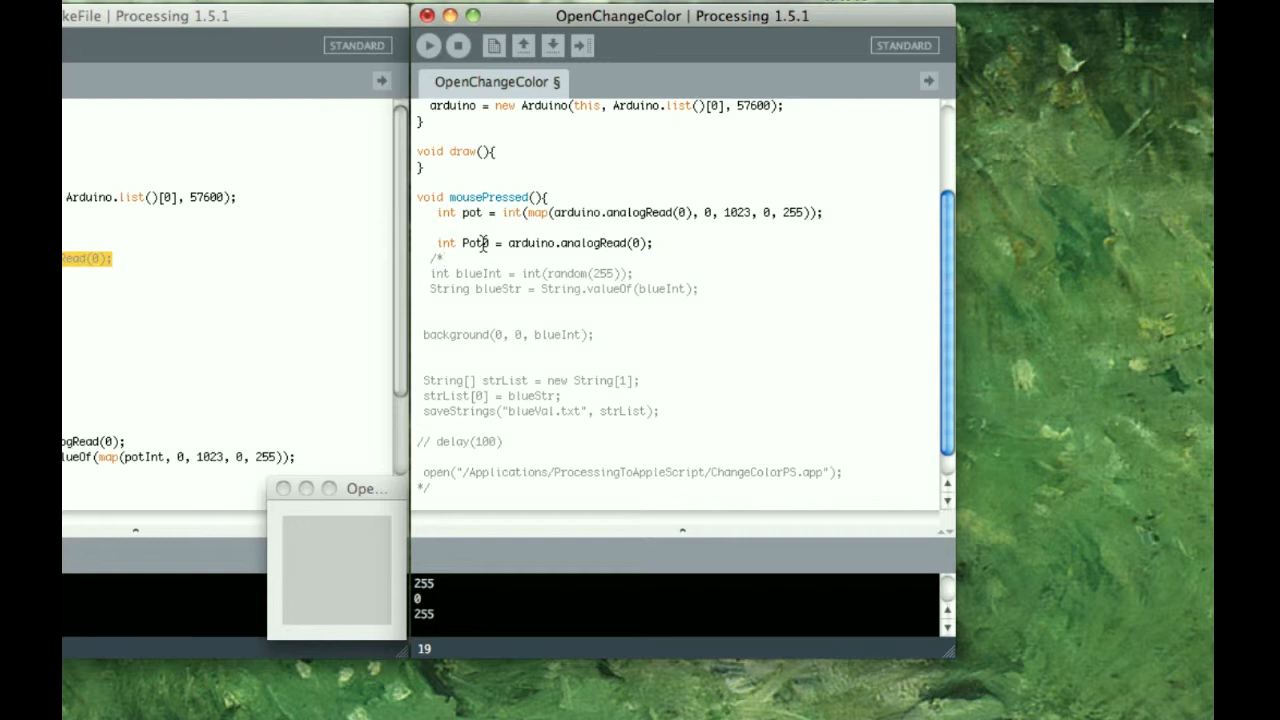 keFile | Processing 1.5.1
STANDARD
Arduino.list()[0], 57600);
Read(0);
ogRead(0);
lueOf(map(potInt, 0, 1023, 0, 255));
Ope...
OpenChangeColor | Processing 1.5.1
STANDARD
OpenChangeColor §
arduino = new Arduino(this, Arduino.list()[0], 57600);
}
void draw(){
}
void mousePressed(){
int pot = int(map(arduino.analogRead(0), 0, 1023, 0, 255));
int Pot0 = arduino.analogRead(0);
/*
int blueInt = int(random(255));
String blueStr = String.valueOf(blueInt);
background(0, 0, blueInt);
String[] strList = new String[1];
strList[0] = blueStr;
saveStrings("blueVal.txt", strList);
// delay(100)
open("/Applications/ProcessingToAppleScript/ChangeColorPS.app");
*/
255
0
255
19